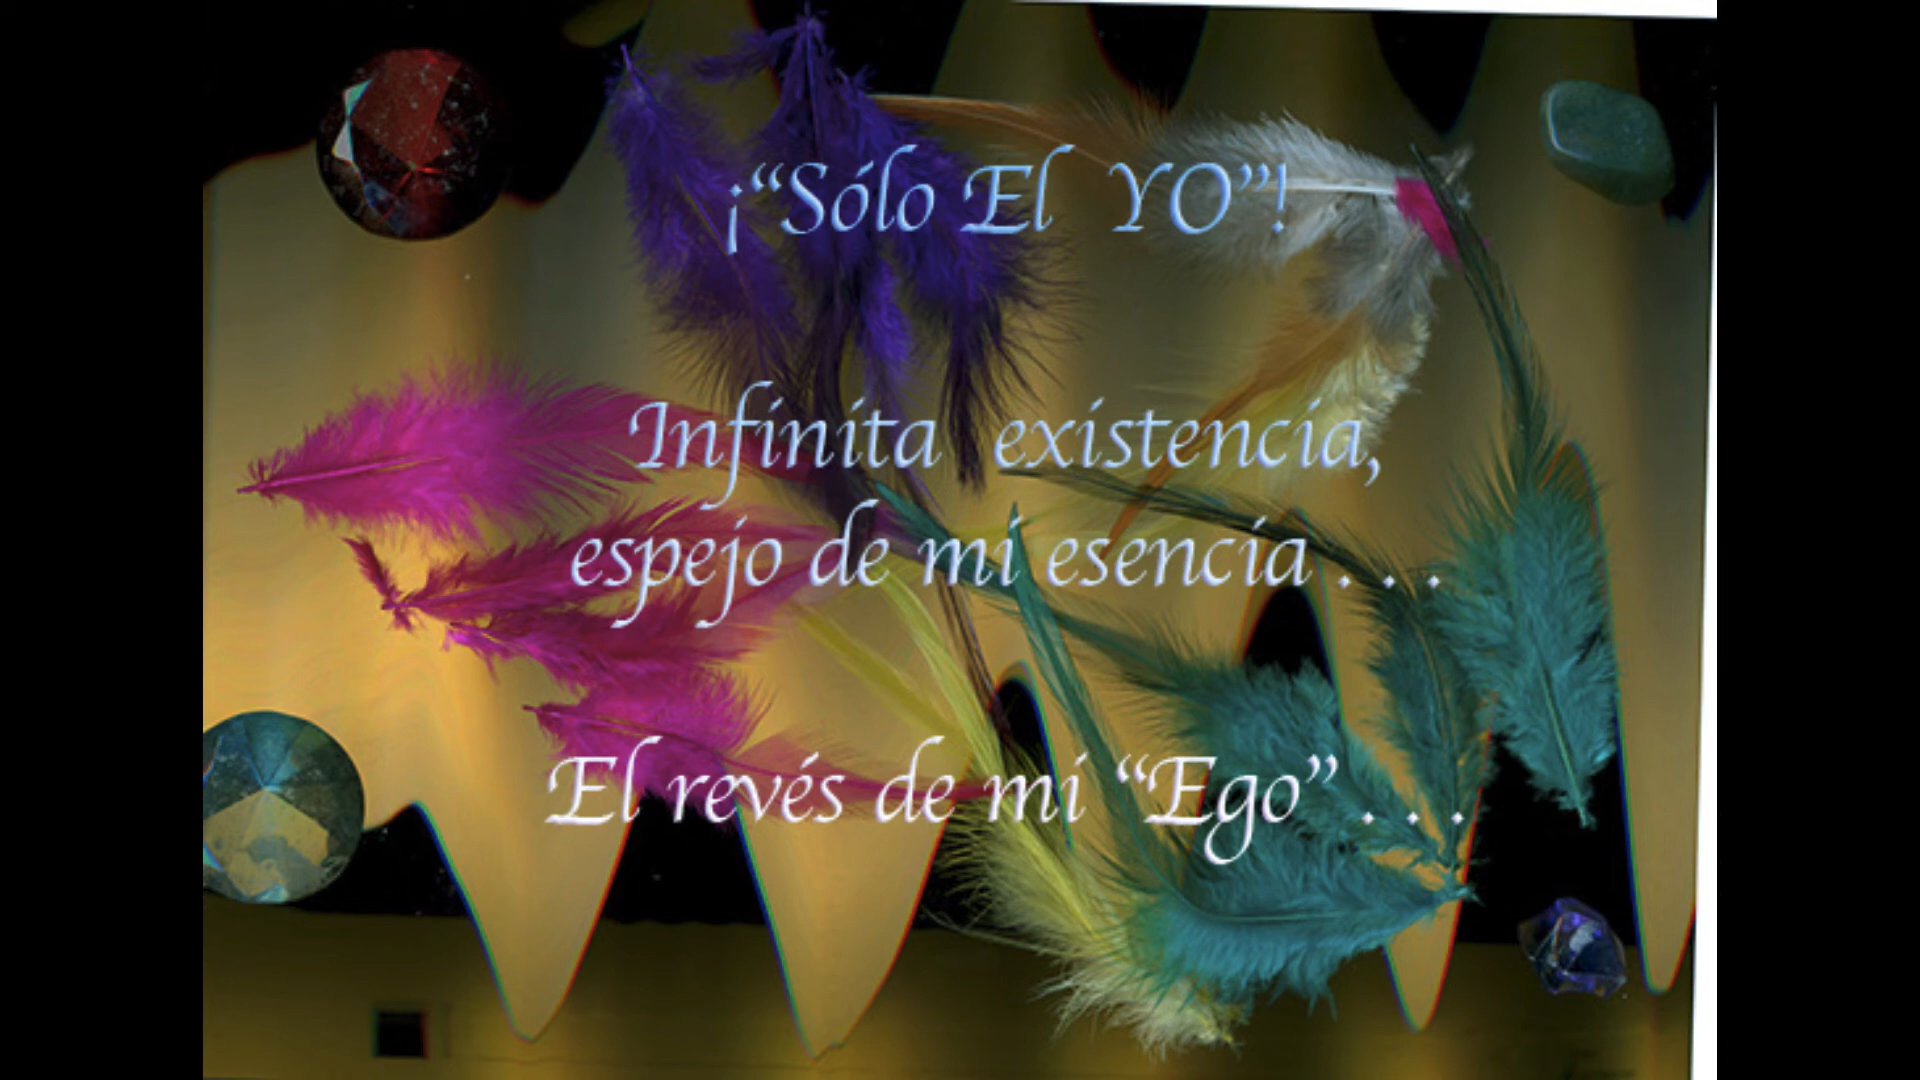 ¡“Sólo El YO”!
Infinita existencia,
espejo de mi esencia . . .
El revés de mi “Ego” . . .